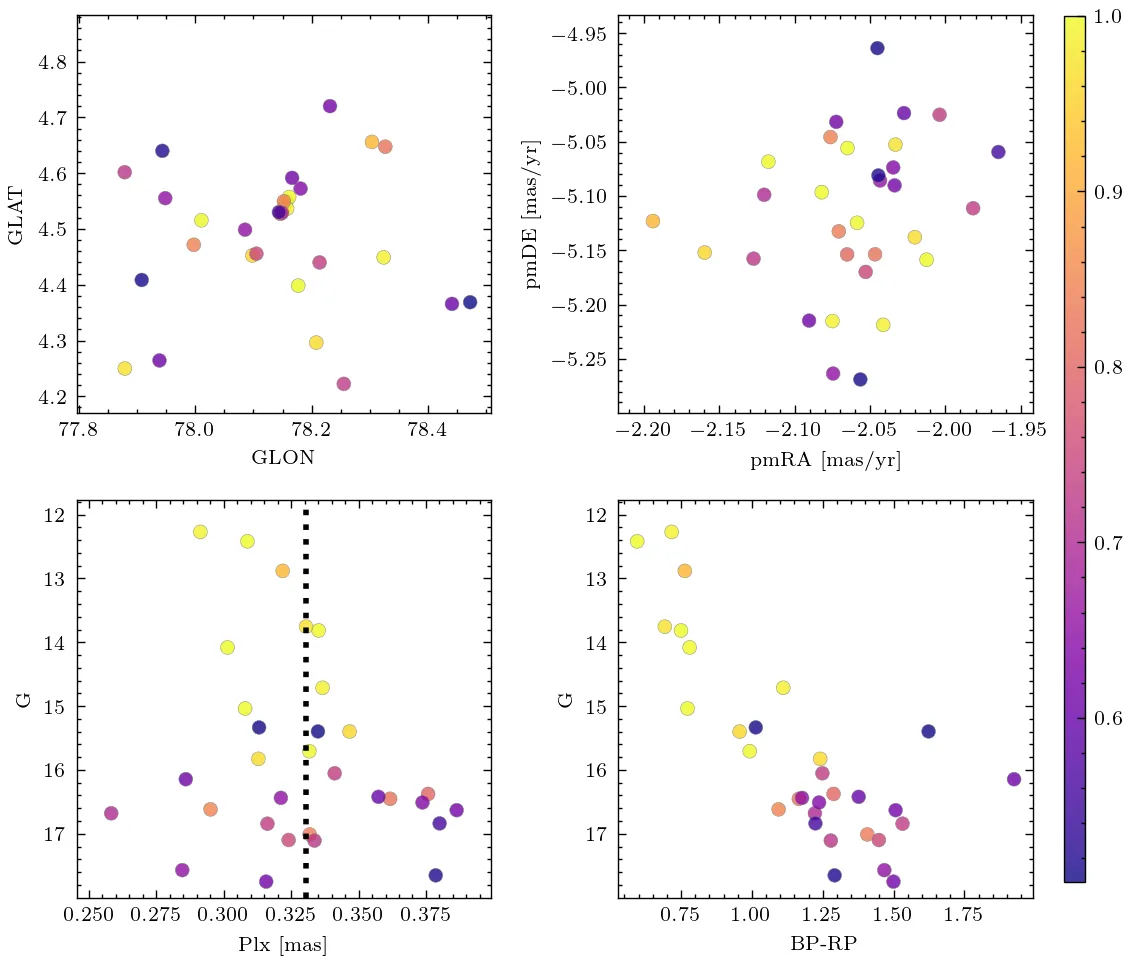 4.8
4.7
4.6
4.5
4.4
4.3
4.2
GLAT
77.8 78.0 78.2 78.4
GLON
−4.95
−5.00
−5.05
−5.10
−5.15
−5.20
−5.25
pmDE [mas/yr]
−2.20 −2.15 −2.10 −2.05 −2.00 −1.95
pmRA [mas/yr]
1.0
0.9
0.8
0.7
0.6
12
13
14
15
16
17
G
0.250 0.275 0.300 0.325 0.350 0.375
Plx [mas]
12
13
14
15
16
17
G
0.75 1.00 1.25 1.50 1.75
BP-RP